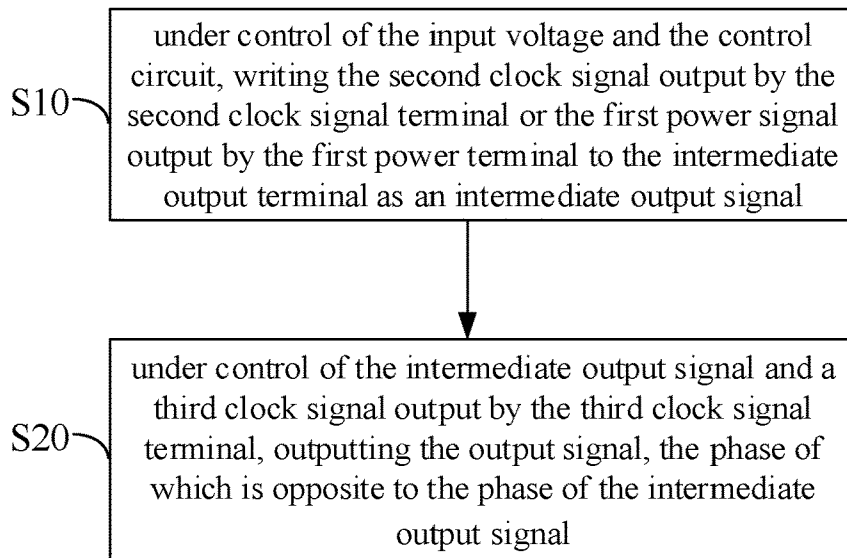 under control of the input voltage and the control
circuit, writing the second clock signal output by the
S10
second clock signal terminal or the first power signal
output by the first power terminal to the intermediate
output terminal as an intermediate output signal
under control of the intermediate output signal and a
third clock signal output by the third clock signal
S20
terminal, outputting the output signal, the phase of
which is opposite to the phase of the intermediate
output signal